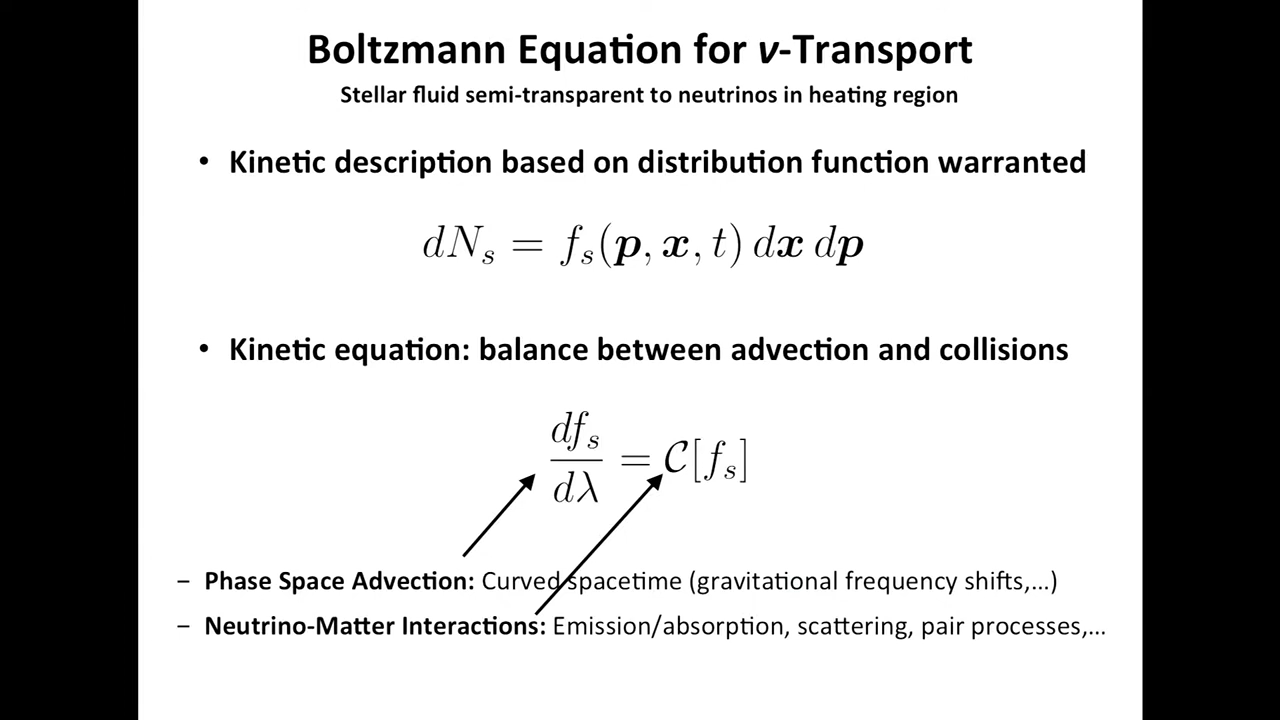 Boltzmann Equation for ν-Transport
Stellar fluid semi-transparent to neutrinos in heating region
• Kinetic description based on distribution function warranted
dN_s = f_s(p, x, t) dx dp
• Kinetic equation: balance between advection and collisions
df_s/dλ = C[f_s]
– Phase Space Advection: Curved spacetime (gravitational frequency shifts,...)
– Neutrino-Matter Interactions: Emission/absorption, scattering, pair processes,...